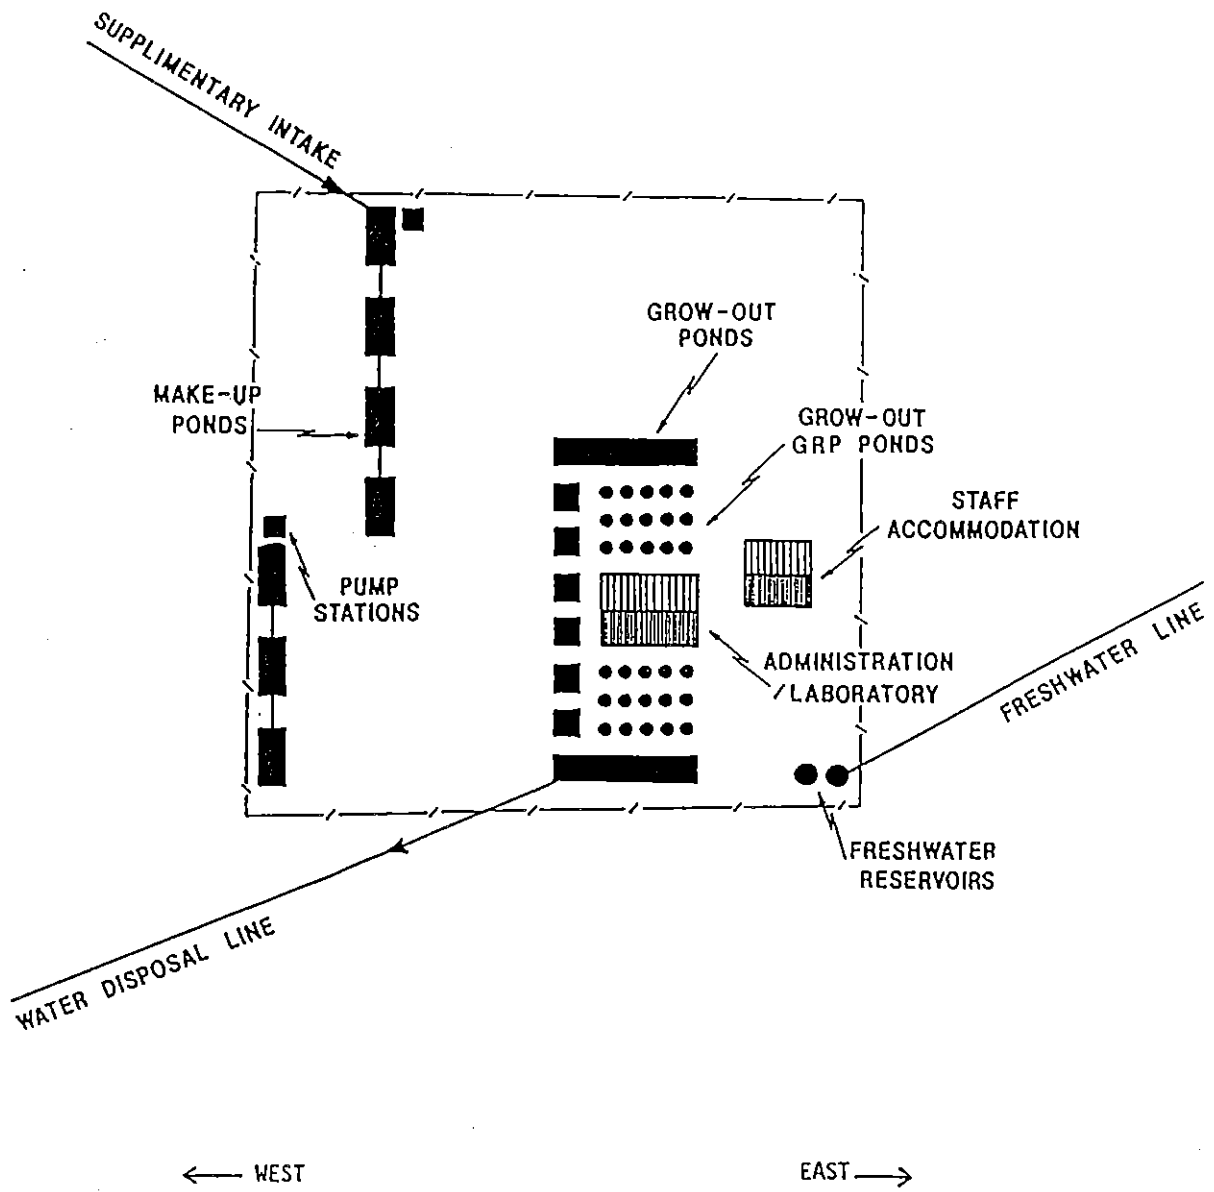 SUPPLIMENTARY INTAKE
GROW-OUT
PONDS
MAKE-UP
PONDS
GROW-OUT
GRP PONDS
STAFF
ACCOMMODATION
PUMP
STATIONS
ADMINISTRATION
/LABORATORY
FRESHWATER LINE
FRESHWATER
RESERVOIRS
WATER DISPOSAL LINE
WEST
EAST